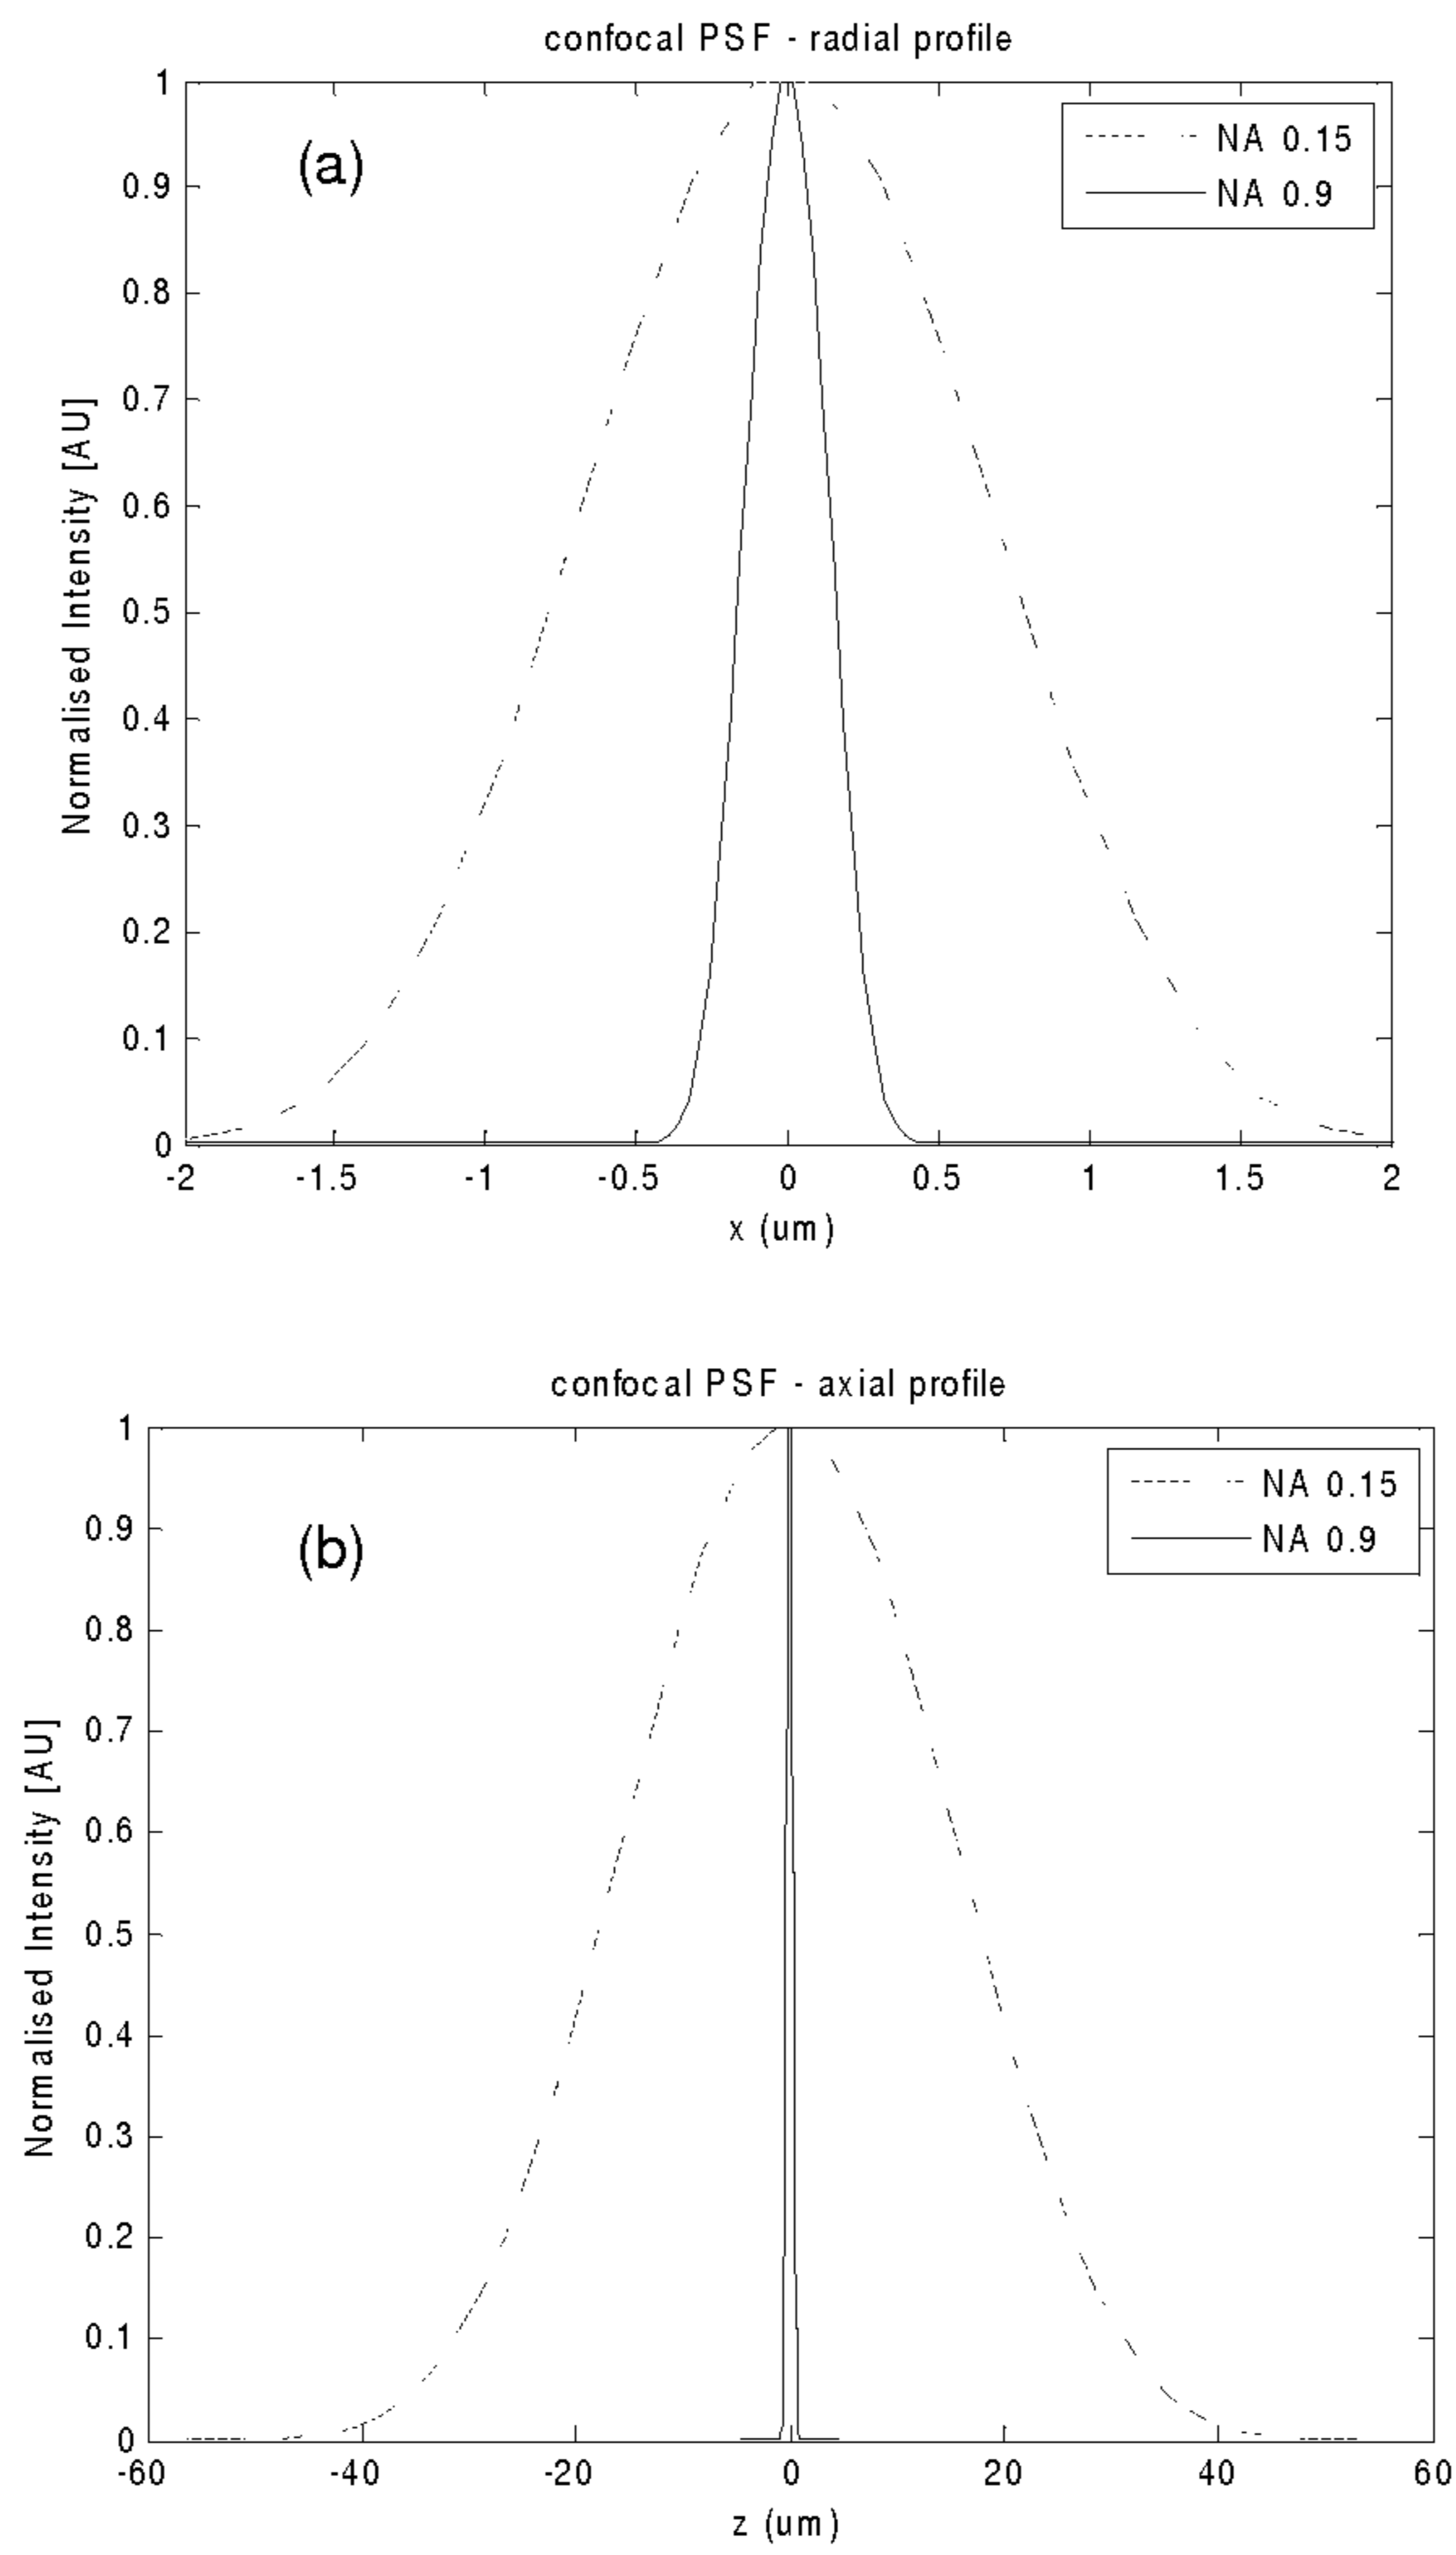 confocal PSF - radial profile
1
(a)
NA 0.15
NA 0.9
0.9
0.8
0.7
0.6
0.5
0.4
0.3
0.2
0.1
0
Normalised Intensity [AU]
-2 -1.5 -1 -0.5 0 0.5 1 1.5 2
x (um)
confocal PSF - axial profile
1
(b)
NA 0.15
NA 0.9
0.9
0.8
0.7
0.6
0.5
0.4
0.3
0.2
0.1
0
Normalised Intensity [AU]
-60 -40 -20 0 20 40 60
z (um)